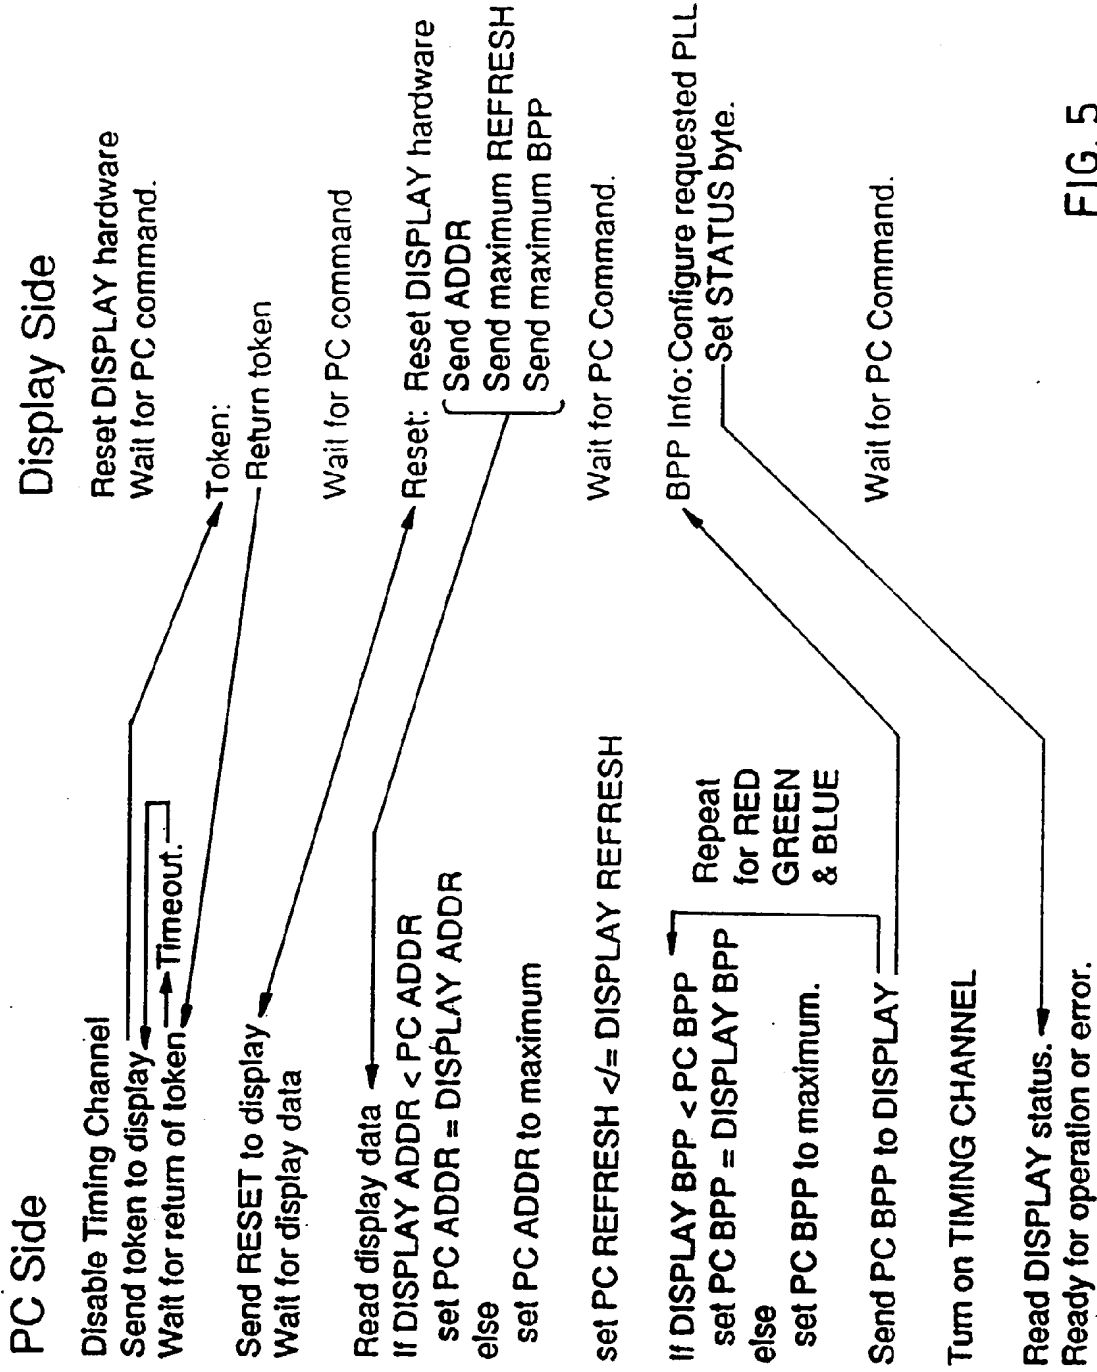 PC Side
Disable Timing Channel
Send token to display
Wait for return of token
Timeout.
Send RESET to display
Wait for display data
Read display data
If DISPLAY ADDR < PC ADDR
set PC ADDR = DISPLAY ADDR
else
set PC ADDR to maximum
set PC REFRESH </= DISPLAY REFRESH
If DISPLAY BPP < PC BPP
set PC BPP = DISPLAY BPP
else
set PC BPP to maximum.
Repeat
for RED
GREEN
& BLUE
Send PC BPP to DISPLAY
Turn on TIMING CHANNEL
Read DISPLAY status.
Ready for operation or error.
Display Side
Reset DISPLAY hardware
Wait for PC command.
Token:
Return token
Wait for PC command
Reset: Reset DISPLAY hardware
Send ADDR
Send maximum REFRESH
Send maximum BPP
Wait for PC Command.
BPP Info: Configure requested PLL
Set STATUS byte.
Wait for PC Command.
FIG. 5